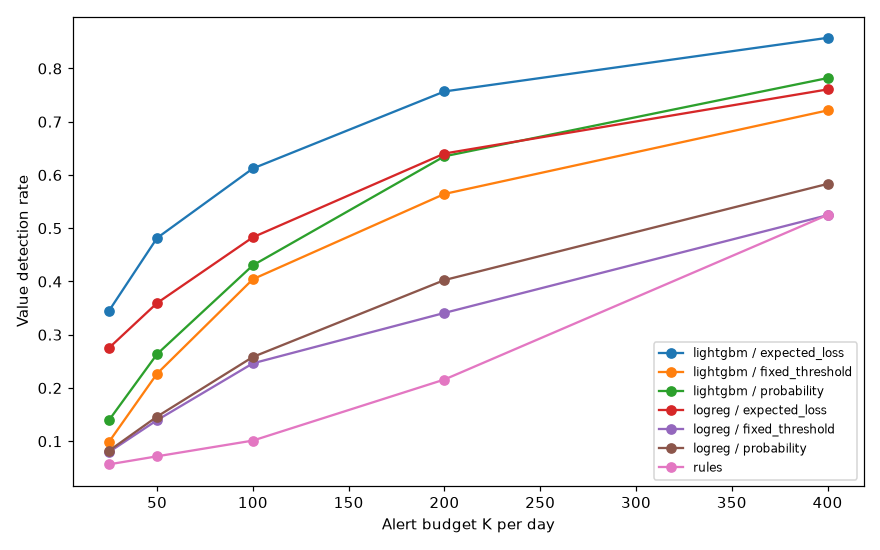 0.8
0.7
0.6
0.5
0.4
0.3
0.2
0.1
Value detection rate
50 100 150 200 250 300 350 400
Alert budget K per day
lightgbm / expected_loss
lightgbm / fixed_threshold
lightgbm / probability
logreg / expected_loss
logreg / fixed_threshold
logreg / probability
rules